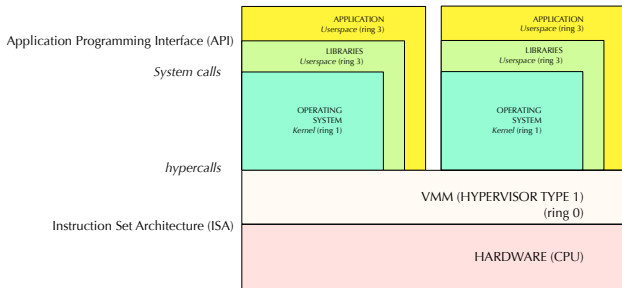 APPLICATION
Userspace (ring 3)
APPLICATION
Userspace (ring 3)
Application Programming Interface (API)
LIBRARIES
Userspace (ring 3)
LIBRARIES
Userspace (ring 3)
System calls
OPERATING
SYSTEM
Kernel (ring 1)
OPERATING
SYSTEM
Kernel (ring 1)
hypercalls
VMM (HYPERVISOR TYPE 1)
(ring 0)
Instruction Set Architecture (ISA)
HARDWARE (CPU)